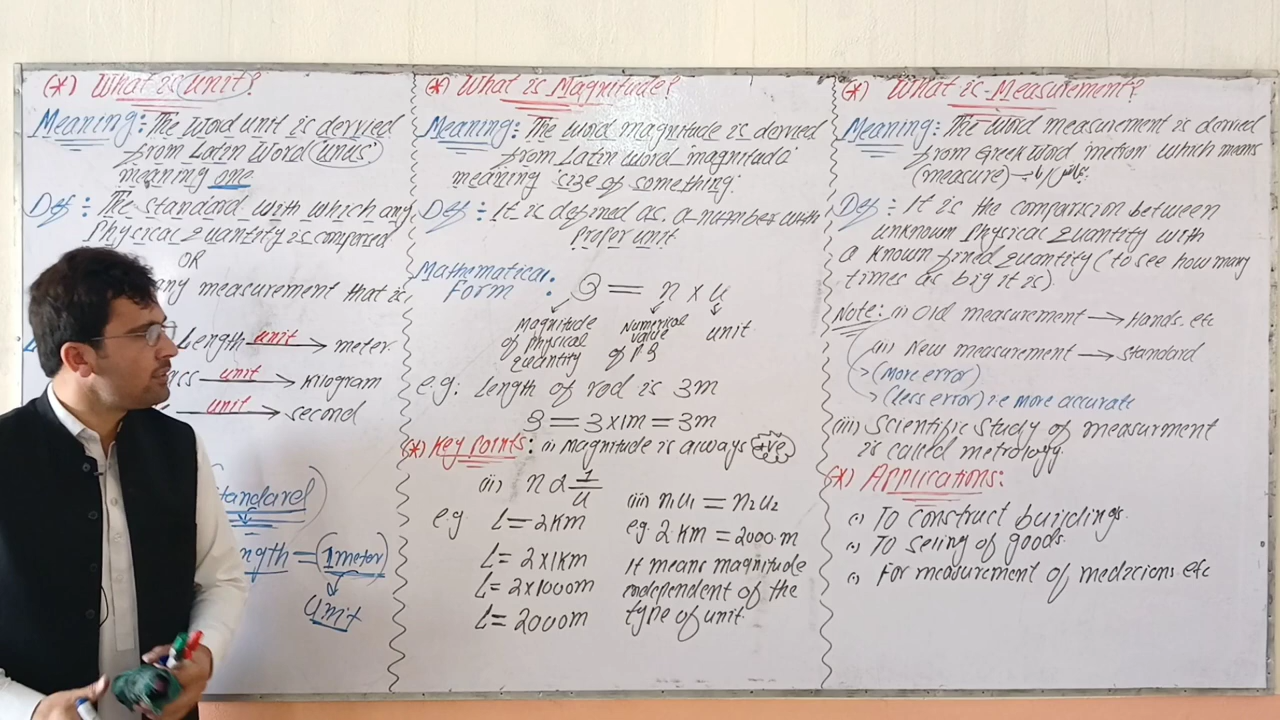 (*) What is unit?
Meaning: The word unit is derived
from Latin Word (unus)
meaning one
Def: The standard with which any
Physical Quantity is compared
OR
any measurement that is
Length unit → meter
unit → Kilogram
unit → second
Standard
= (1 meter)
unit
(*) What is Magnitude?
Meaning: The word magnitude is derived
from Latin word magnitude
meaning size of something.
Def: It is defined as a number with
Proper unit
Mathematical
form: = n x u
Magnitude
of Physical
Quantity
Numerical
value
of P.Q
unit
e.g: length of rod is 3m
= 3 x 1m = 3m
(*) Key points: (i) Magnitude is always +ve
(ii) n ∝ 1/u
(iii) n1u1 = n2u2
e.g L = 2Km
L = 2 x 1Km
L = 2 x 1000m
L = 2000m
eg. 2 Km = 2000 m
It means magnitude
independent of the
type of unit.
(*) What is Measurement?
Meaning: The word measurement is derived
from Greek Word metron which means
(measure)
Def: It is the comparision between
unknown Physical Quantity with
a known fixed Quantity (to see how many
times as big it is).
Note: (i) Old measurement → Hands. etc
(ii) New measurement → standard
→ (More error)
→ (less error) i.e More accurate
(iii) Scientific Study of measurment
is called metrology.
(*) Applications:
(•) To construct buildings.
(•) To seling of goods.
(•) For measurement of medicions etc